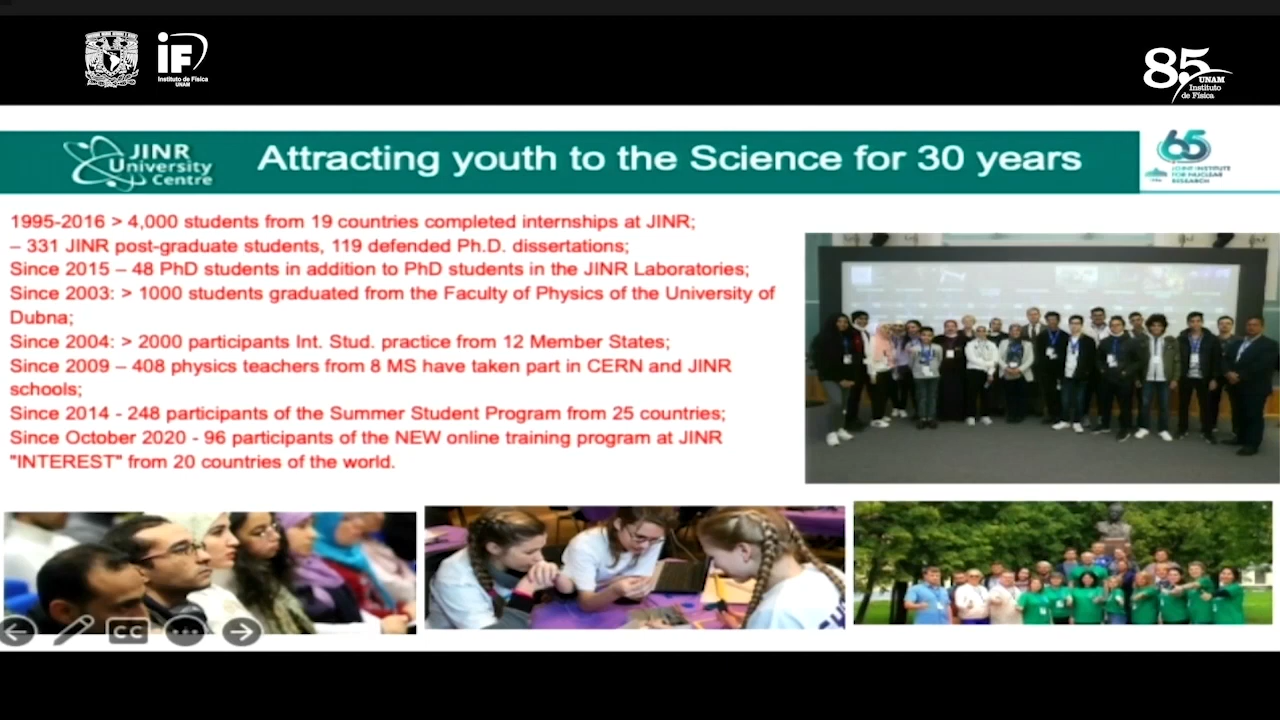 iF
Instituto de Física
UNAM
85
UNAM
Instituto
de Física
JINR
University
Centre
Attracting youth to the Science for 30 years
65
JOINT INSTITUTE
FOR NUCLEAR
RESEARCH
1995-2016 > 4,000 students from 19 countries completed internships at JINR;
– 331 JINR post-graduate students, 119 defended Ph.D. dissertations;
Since 2015 – 48 PhD students in addition to PhD students in the JINR Laboratories;
Since 2003: > 1000 students graduated from the Faculty of Physics of the University of
Dubna;
Since 2004: > 2000 participants Int. Stud. practice from 12 Member States;
Since 2009 – 408 physics teachers from 8 MS have taken part in CERN and JINR
schools;
Since 2014 - 248 participants of the Summer Student Program from 25 countries;
Since October 2020 - 96 participants of the NEW online training program at JINR
"INTEREST" from 20 countries of the world.
CC